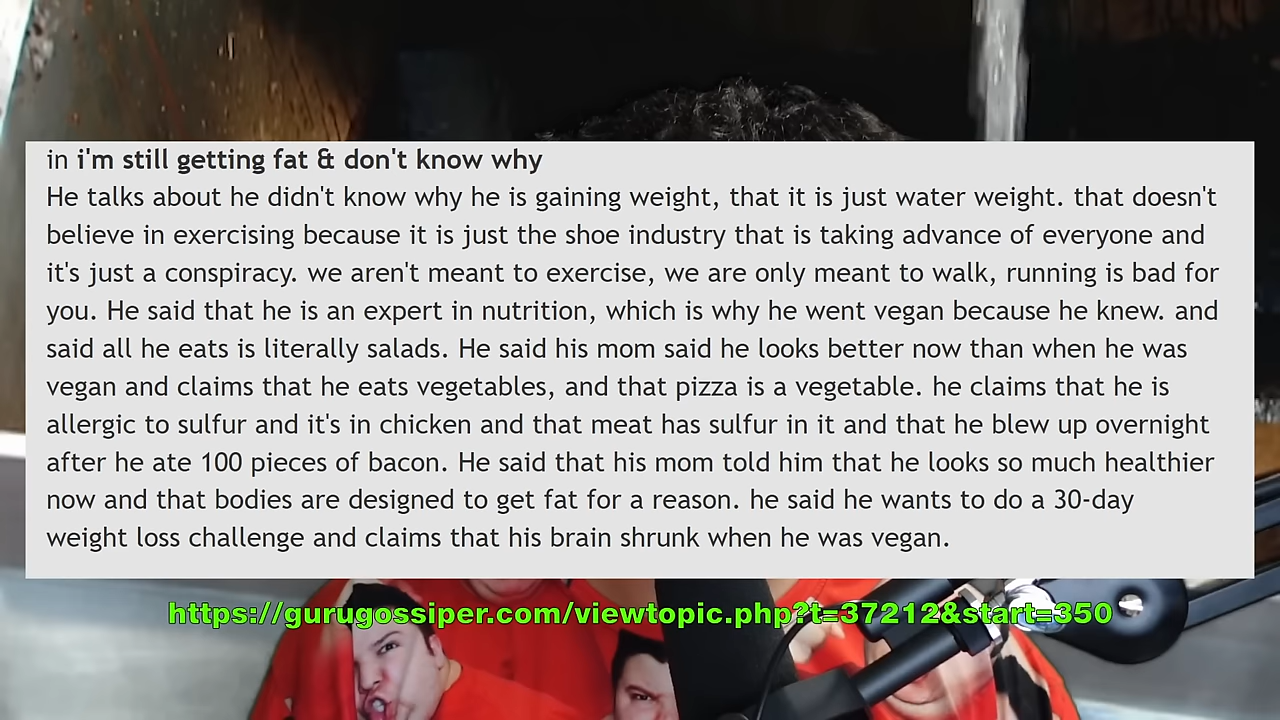 in i'm still getting fat & don't know why
He talks about he didn't know why he is gaining weight, that it is just water weight. that doesn't
believe in exercising because it is just the shoe industry that is taking advance of everyone and
it's just a conspiracy. we aren't meant to exercise, we are only meant to walk, running is bad for
you. He said that he is an expert in nutrition, which is why he went vegan because he knew. and
said all he eats is literally salads. He said his mom said he looks better now than when he was
vegan and claims that he eats vegetables, and that pizza is a vegetable. he claims that he is
allergic to sulfur and it's in chicken and that meat has sulfur in it and that he blew up overnight
after he ate 100 pieces of bacon. He said that his mom told him that he looks so much healthier
now and that bodies are designed to get fat for a reason. he said he wants to do a 30-day
weight loss challenge and claims that his brain shrunk when he was vegan.
https://gurugossiper.com/viewtopic.php?t=37212&start=350